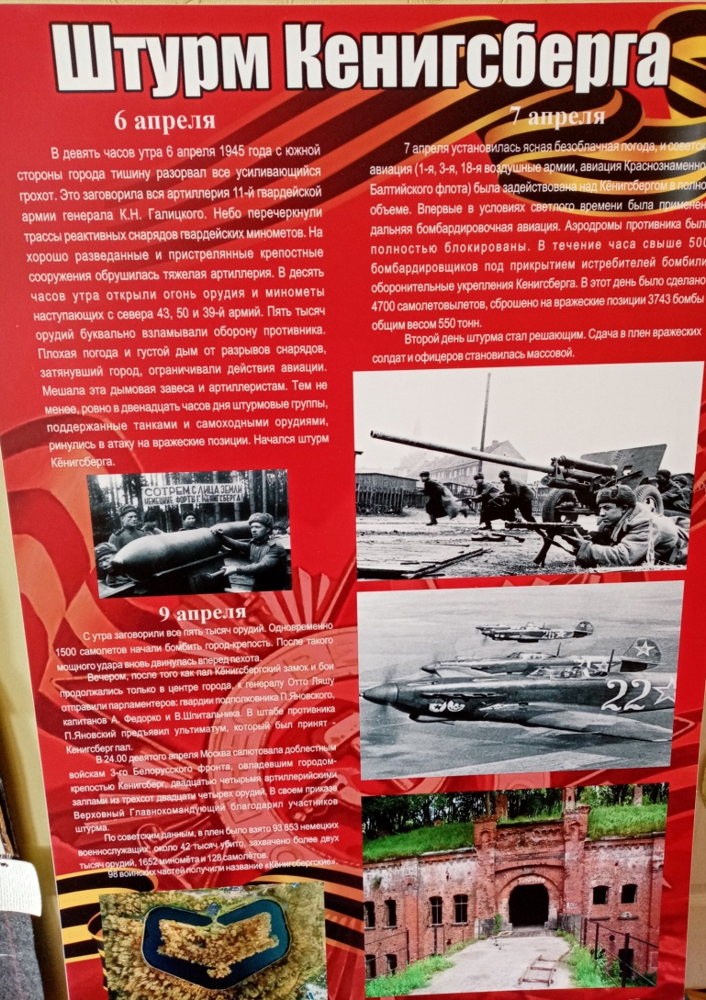 Штурм Кенигсберга
6 апреля
В девять часов утра 6 апреля 1945 года с южной
стороны города тишину разорвал все усиливающийся
грохот. Это заговорила вся артиллерия 11-й гвардейской
армии генерала К.Н. Галицкого. Небо перечеркнули
трассы реактивных снарядов гвардейских минометов. На
хорошо разведанные и пристрелянные крепостные
сооружения обрушилась тяжелая артиллерия. В десять
часов утра открыли огонь орудия и минометы
наступающих с севера 43, 50 и 39-й армий. Пять тысяч
орудий буквально взламывали оборону противника.
Плохая погода и густой дым от разрывов снарядов,
затянувший город, ограничивали действия авиации.
Мешала эта дымовая завеса и артиллеристам. Тем не
менее, ровно в двенадцать часов дня штурмовые группы,
поддержанные танками и самоходными орудиями,
ринулись в атаку на вражеские позиции. Начался штурм
Кёнигсберга.
СОТРЕМ С ЛИЦА ЗЕМЛИ
НЕМЕЦКИЕ ФОРТЫ Г. КЕНИГСБЕРГА!
9 апреля
С утра заговорили все пять тысяч орудий. Одновременно
1500 самолетов начали бомбить город-крепость. После такого
мощного удара вновь двинулась вперед пехота.
Вечером, после того как пал Кёнигсбергский замок и бои
продолжались только в центре города, к генералу Отто Ляшу
отправили парламентеров: гвардии подполковника П.Яновского,
капитанов А. Федорко и В.Шпитальника. В штабе противника
П.Яновский предъявил ультиматум, который был принят -
Кенигсберг пал.
В 24.00 девятого апреля Москва салютовала доблестным
войскам 3-го Белорусского фронта, овладевшим городом-
крепостью Кенигсберг, двадцатью четырьмя артиллерийскими
залпами из трехсот двадцати четырех орудий. В своем приказе
Верховный Главнокомандующий благодарил участников
штурма.
По советским данным, в плен было взято 93 853 немецких
военнослужащих, около 42 тысяч убито, захвачено более двух
тысяч орудий, 1652 миномёта и 128 самолётов.
98 воинских частей получили название «Кёнигсбергские».
7 апреля
7 апреля установилась ясная безоблачная погода, и советск
авиация (1-я, 3-я, 18-я воздушные армии, авиация Краснознаменно
Балтийского флота) была задействована над Кёнигсбергом в полно
объеме. Впервые в условиях светлого времени была применен
дальняя бомбардировочная авиация. Аэродромы противника был
полностью блокированы. В течение часа свыше 500
бомбардировщиков под прикрытием истребителей бомбили
оборонительные укрепления Кенигсберга. В этот день было сделано
4700 самолетовылетов, сброшено на вражеские позиции 3743 бомбы
общим весом 550 тонн.
Второй день штурма стал решающим. Сдача в плен вражеских
солдат и офицеров становилась массовой.
26
22